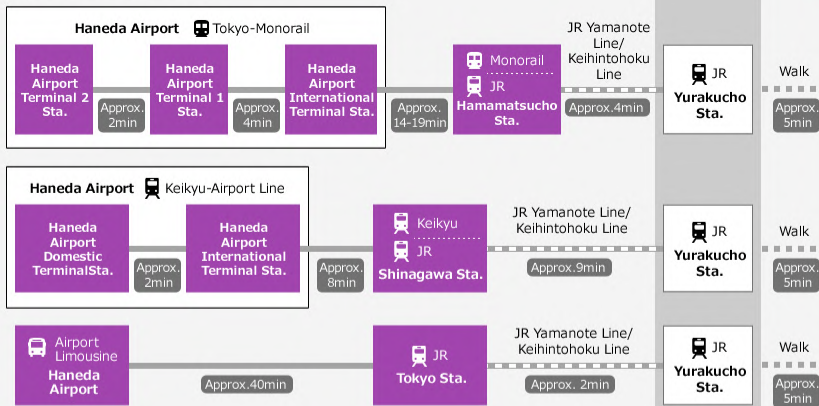 Haneda Airport Tokyo-Monorail
Haneda
Airport
Terminal 2
Sta.
Approx.
2min
Haneda
Airport
Terminal 1
Sta.
Approx.
4min
Haneda
Airport
International
Terminal Sta.
Approx.
14-19min
Monorail
JR
Hamamatsucho
Sta.
JR Yamanote
Line/
Keihintohoku
Line
Approx.4min
JR
Yurakucho
Sta.
Walk
Approx.
5min
Haneda Airport Keikyu-Airport Line
Haneda
Airport
Domestic
TerminalSta.
Approx.
2min
Haneda
Airport
International
Terminal Sta.
Approx.
8min
Keikyu
JR
Shinagawa Sta.
JR Yamanote Line/
Keihintohoku Line
Approx.9min
JR
Yurakucho
Sta.
Walk
Approx.
5min
Airport
Limousine
Haneda
Airport
Approx.40min
JR
Tokyo Sta.
JR Yamanote Line/
Keihintohoku Line
Approx. 2min
JR
Yurakucho
Sta.
Walk
Approx.
5min